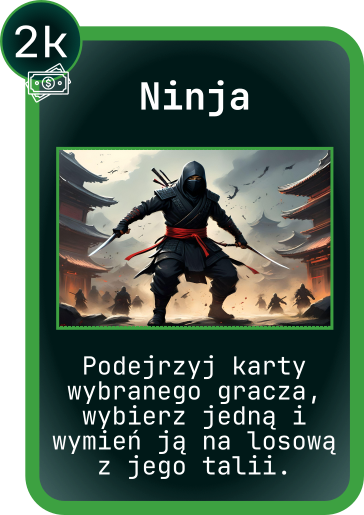 2k
Ninja
Podejrzyj karty
wybranego gracza,
wybierz jedną i
wymień ją na losową
z jego talii.